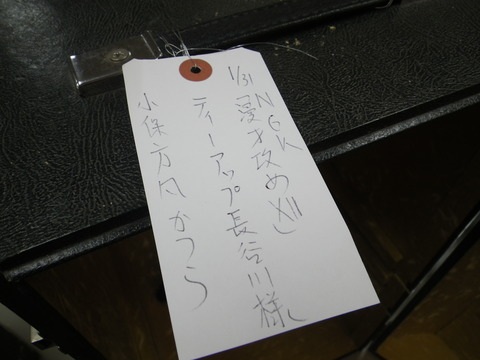 1/31 NGK
「漫才攻めXII」
ティーアップ長谷川様
小保方風かつら